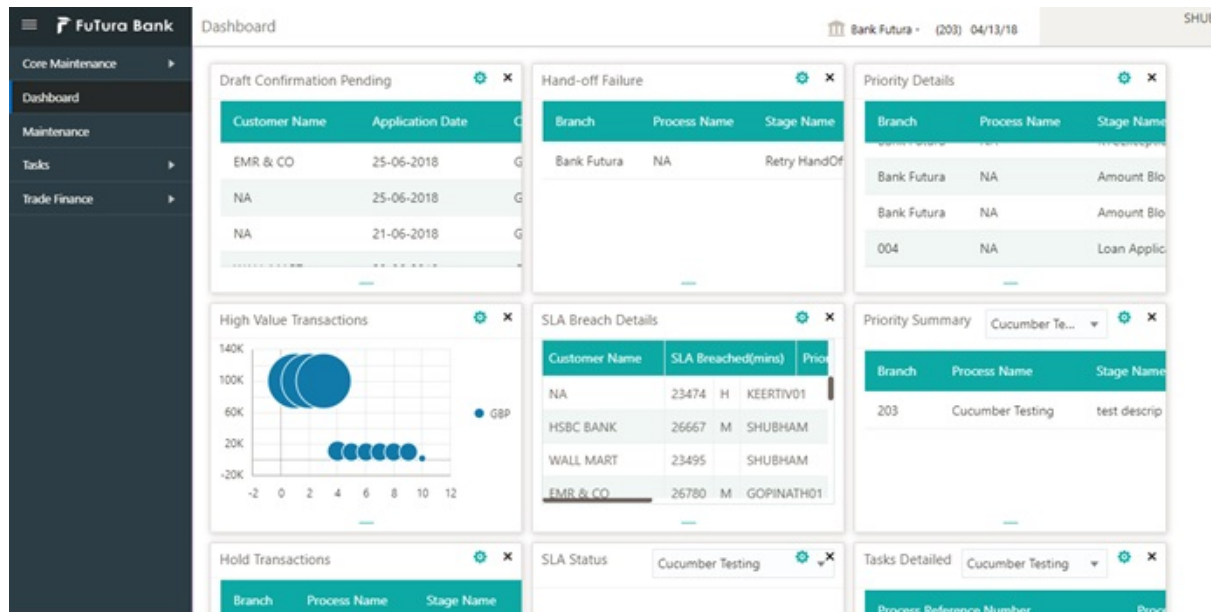 FuTura Bank
Dashboard
Bank Futura - (203) 04/13/18
SHUI
Core Maintenance
Dashboard
Maintenance
Tasks
Trade Finance
Draft Confirmation Pending
Customer Name Application Date C
EMR & CO 25-06-2018 G
NA 25-06-2018 G
NA 21-06-2018 G
Hand-off Failure
Branch Process Name Stage Name
Bank Futura NA Retry HandOf
Priority Details
Branch Process Name Stage Name
Bank Futura NA Amount Blo
Bank Futura NA Amount Blo
004 NA Loan Applic
High Value Transactions
140K
100K
60K
20K
-20K
-2 0 2 4 6 8 10 12
GBP
SLA Breach Details
Customer Name SLA Breached(mins) Prior
NA 23474 H KEERTIV01
HSBC BANK 26667 M SHUBHAM
WALL MART 23495 SHUBHAM
EMR & CO 26780 M GOPINATH01
Priority Summary Cucumber Te...
Branch Process Name Stage Name
203 Cucumber Testing test descrip
Hold Transactions
Branch Process Name Stage Name
SLA Status Cucumber Testing
Tasks Detailed Cucumber Testing
Process Reference Number Proce